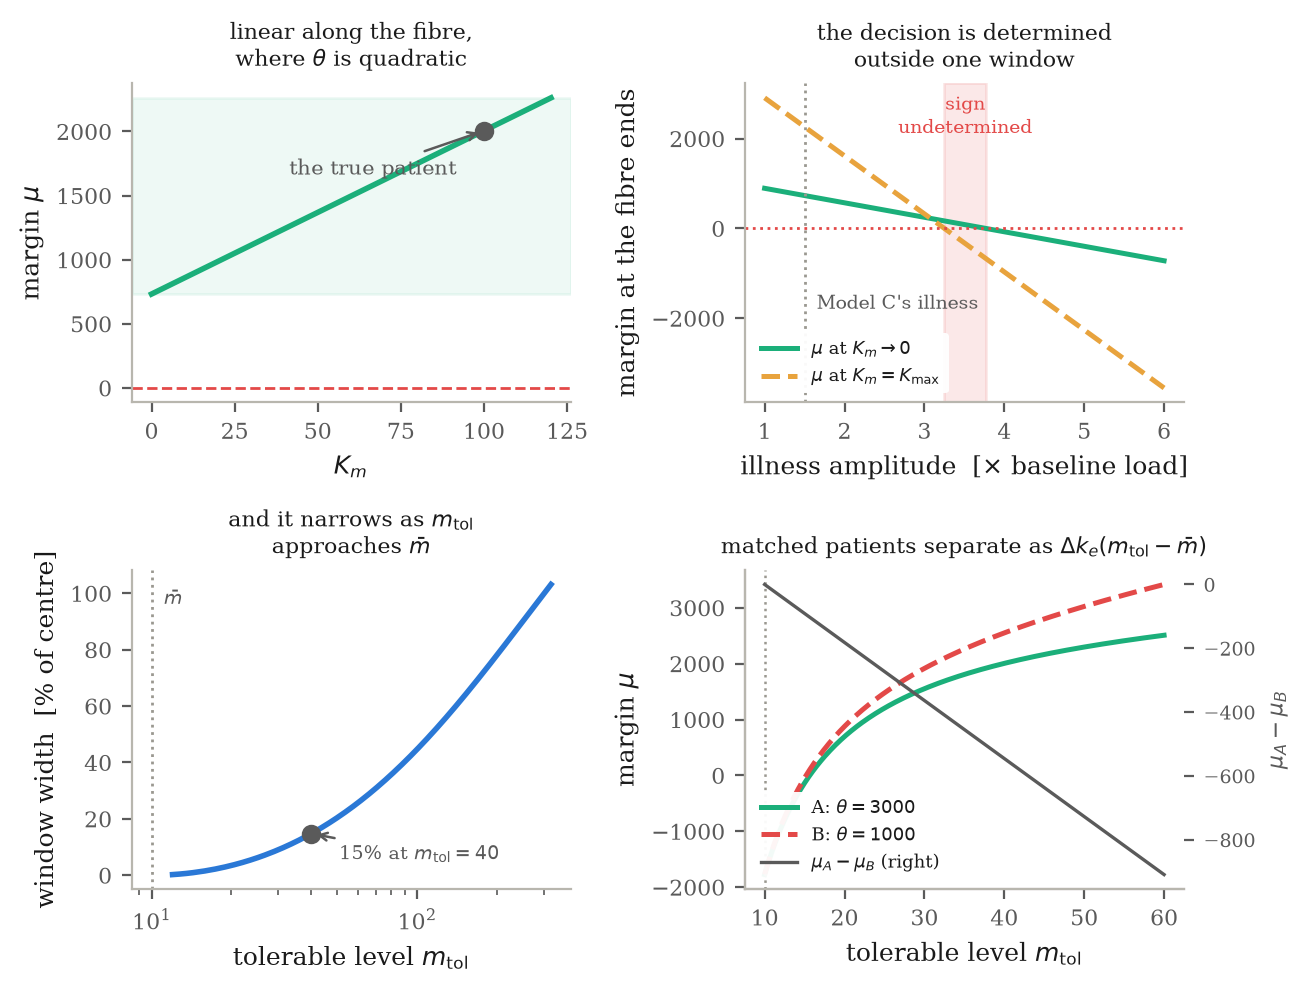 linear along the fibre,
where θ is quadratic
margin μ
2000
1500
1000
500
0
the true patient
0 25 50 75 100 125
K_m
the decision is determined
outside one window
margin at the fibre ends
2000
0
−2000
sign
undetermined
Model C's illness
μ at K_m → 0
μ at K_m = K_max
1 2 3 4 5 6
illness amplitude [× baseline load]
and it narrows as m_tol
approaches m̄
window width [% of centre]
100
80
60
40
20
0
m̄
15% at m_tol = 40
10¹ 10²
tolerable level m_tol
matched patients separate as Δk_e(m_tol − m̄)
margin μ
3000
2000
1000
0
−1000
−2000
A: θ = 3000
B: θ = 1000
μ_A − μ_B (right)
0
−200
−400
−600
−800
μ_A − μ_B
10 20 30 40 50 60
tolerable level m_tol